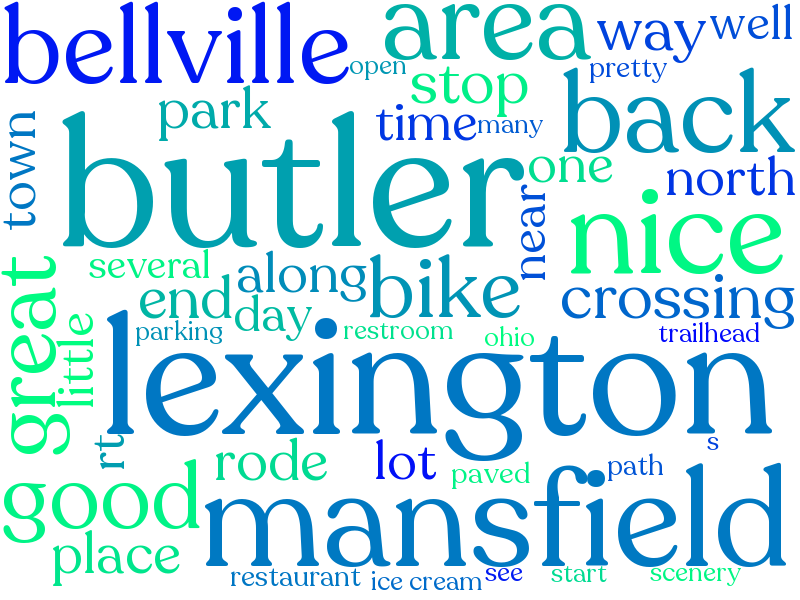 bellville
area
way
well
open
stop
pretty
park
time
many
back
town
butler
one
north
near
nice
several
along
bike
crossing
great
little
end
day
parking
restroom
ohio
trailhead
lexington
rt
rode
lot
s
paved
path
good
mansfield
place
restaurant
ice cream
see
start
scenery